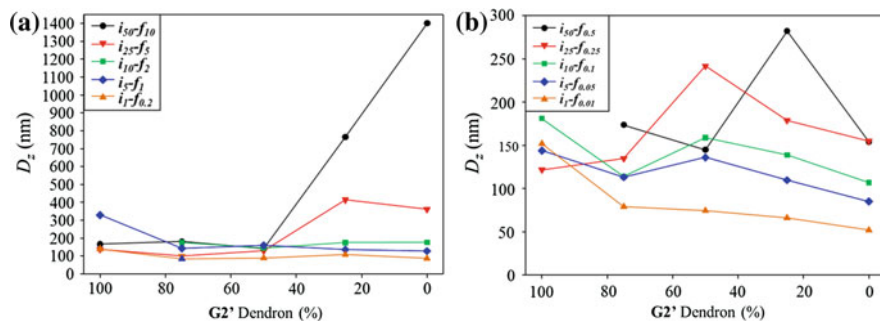 (a)
1400
1300
1200
1100
1000
900
800
700
600
500
400
300
200
100
0
D_z (nm)
i50-f10
i25-f5
i10-f2
i5-f1
i1-f0.2
100 80 60 40 20 0
G2' Dendron (%)
(b)
300
250
200
150
100
50
0
D_z (nm)
i50-f0.5
i25-f0.25
i10-f0.1
i5-f0.05
i1-f0.01
100 80 60 40 20 0
G2' Dendron (%)